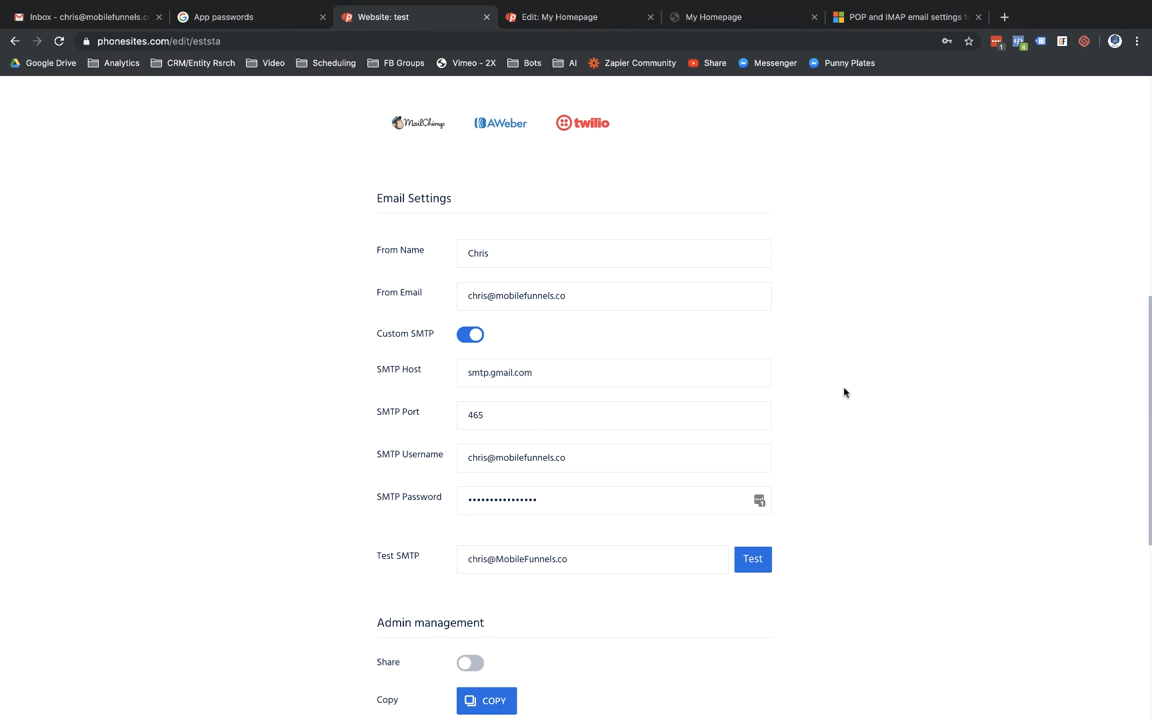 Inbox - chris@mobilefunnels.c
App passwords
Website: test
Edit: My Homepage
My Homepage
POP and IMAP email settings f
phonesites.com/edit/eststa
1
4
Google Drive
Analytics
CRM/Entity Rsrch
Video
Scheduling
FB Groups
Vimeo - 2X
Bots
AI
Zapier Community
Share
Messenger
Punny Plates
MailChimp
AWeber
twilio
Email Settings
From Name
Chris
From Email
chris@mobilefunnels.co
Custom SMTP
SMTP Host
smtp.gmail.com
SMTP Port
465
SMTP Username
chris@mobilefunnels.co
SMTP Password
••••••••••••••••
Test SMTP
chris@MobileFunnels.co
Test
Admin management
Share
Copy
COPY